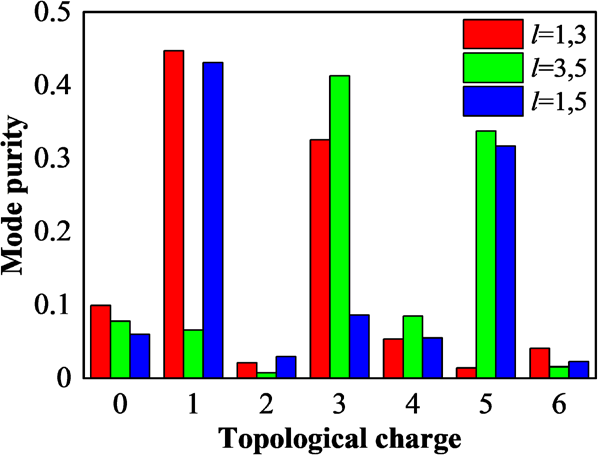 0.5
0.4
0.3
0.2
0.1
0
Mode purity
l=1,3
l=3,5
l=1,5
0 1 2 3 4 5 6
Topological charge